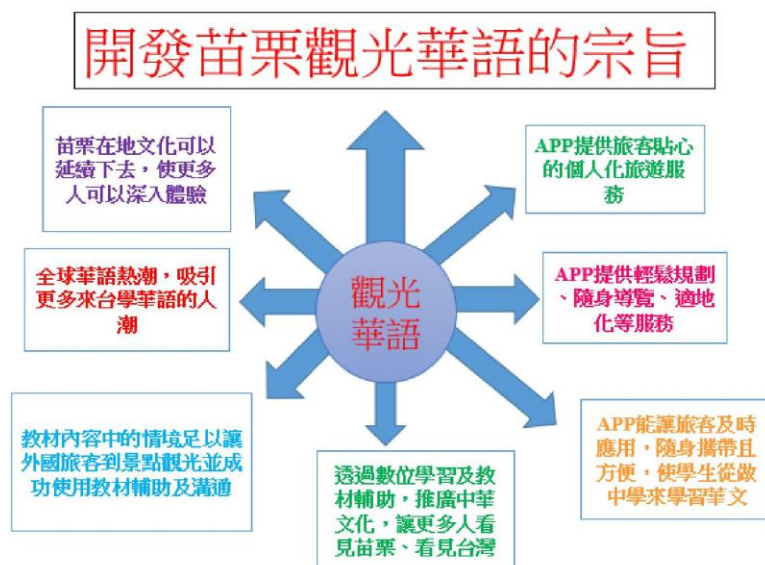 開發苗栗觀光華語的宗旨
苗栗在地文化可以
延續下去，使更多
人可以深入體驗
APP提供旅客貼心
的個人化旅遊服
務
全球華語熱潮，吸引
更多來台學華語的人
潮
觀光
華語
APP提供輕鬆規劃
、隨身導覽、適地
化等服務
教材內容中的情境足以讓
外國旅客到景點觀光並成
功使用教材輔助及溝通
透過數位學習及教
材輔助，推廣中華
文化，讓更多人看
見苗栗、看見台灣
APP能讓旅客及時
應用，隨身攜帶且
方便，使學生從做
中學來學習華文